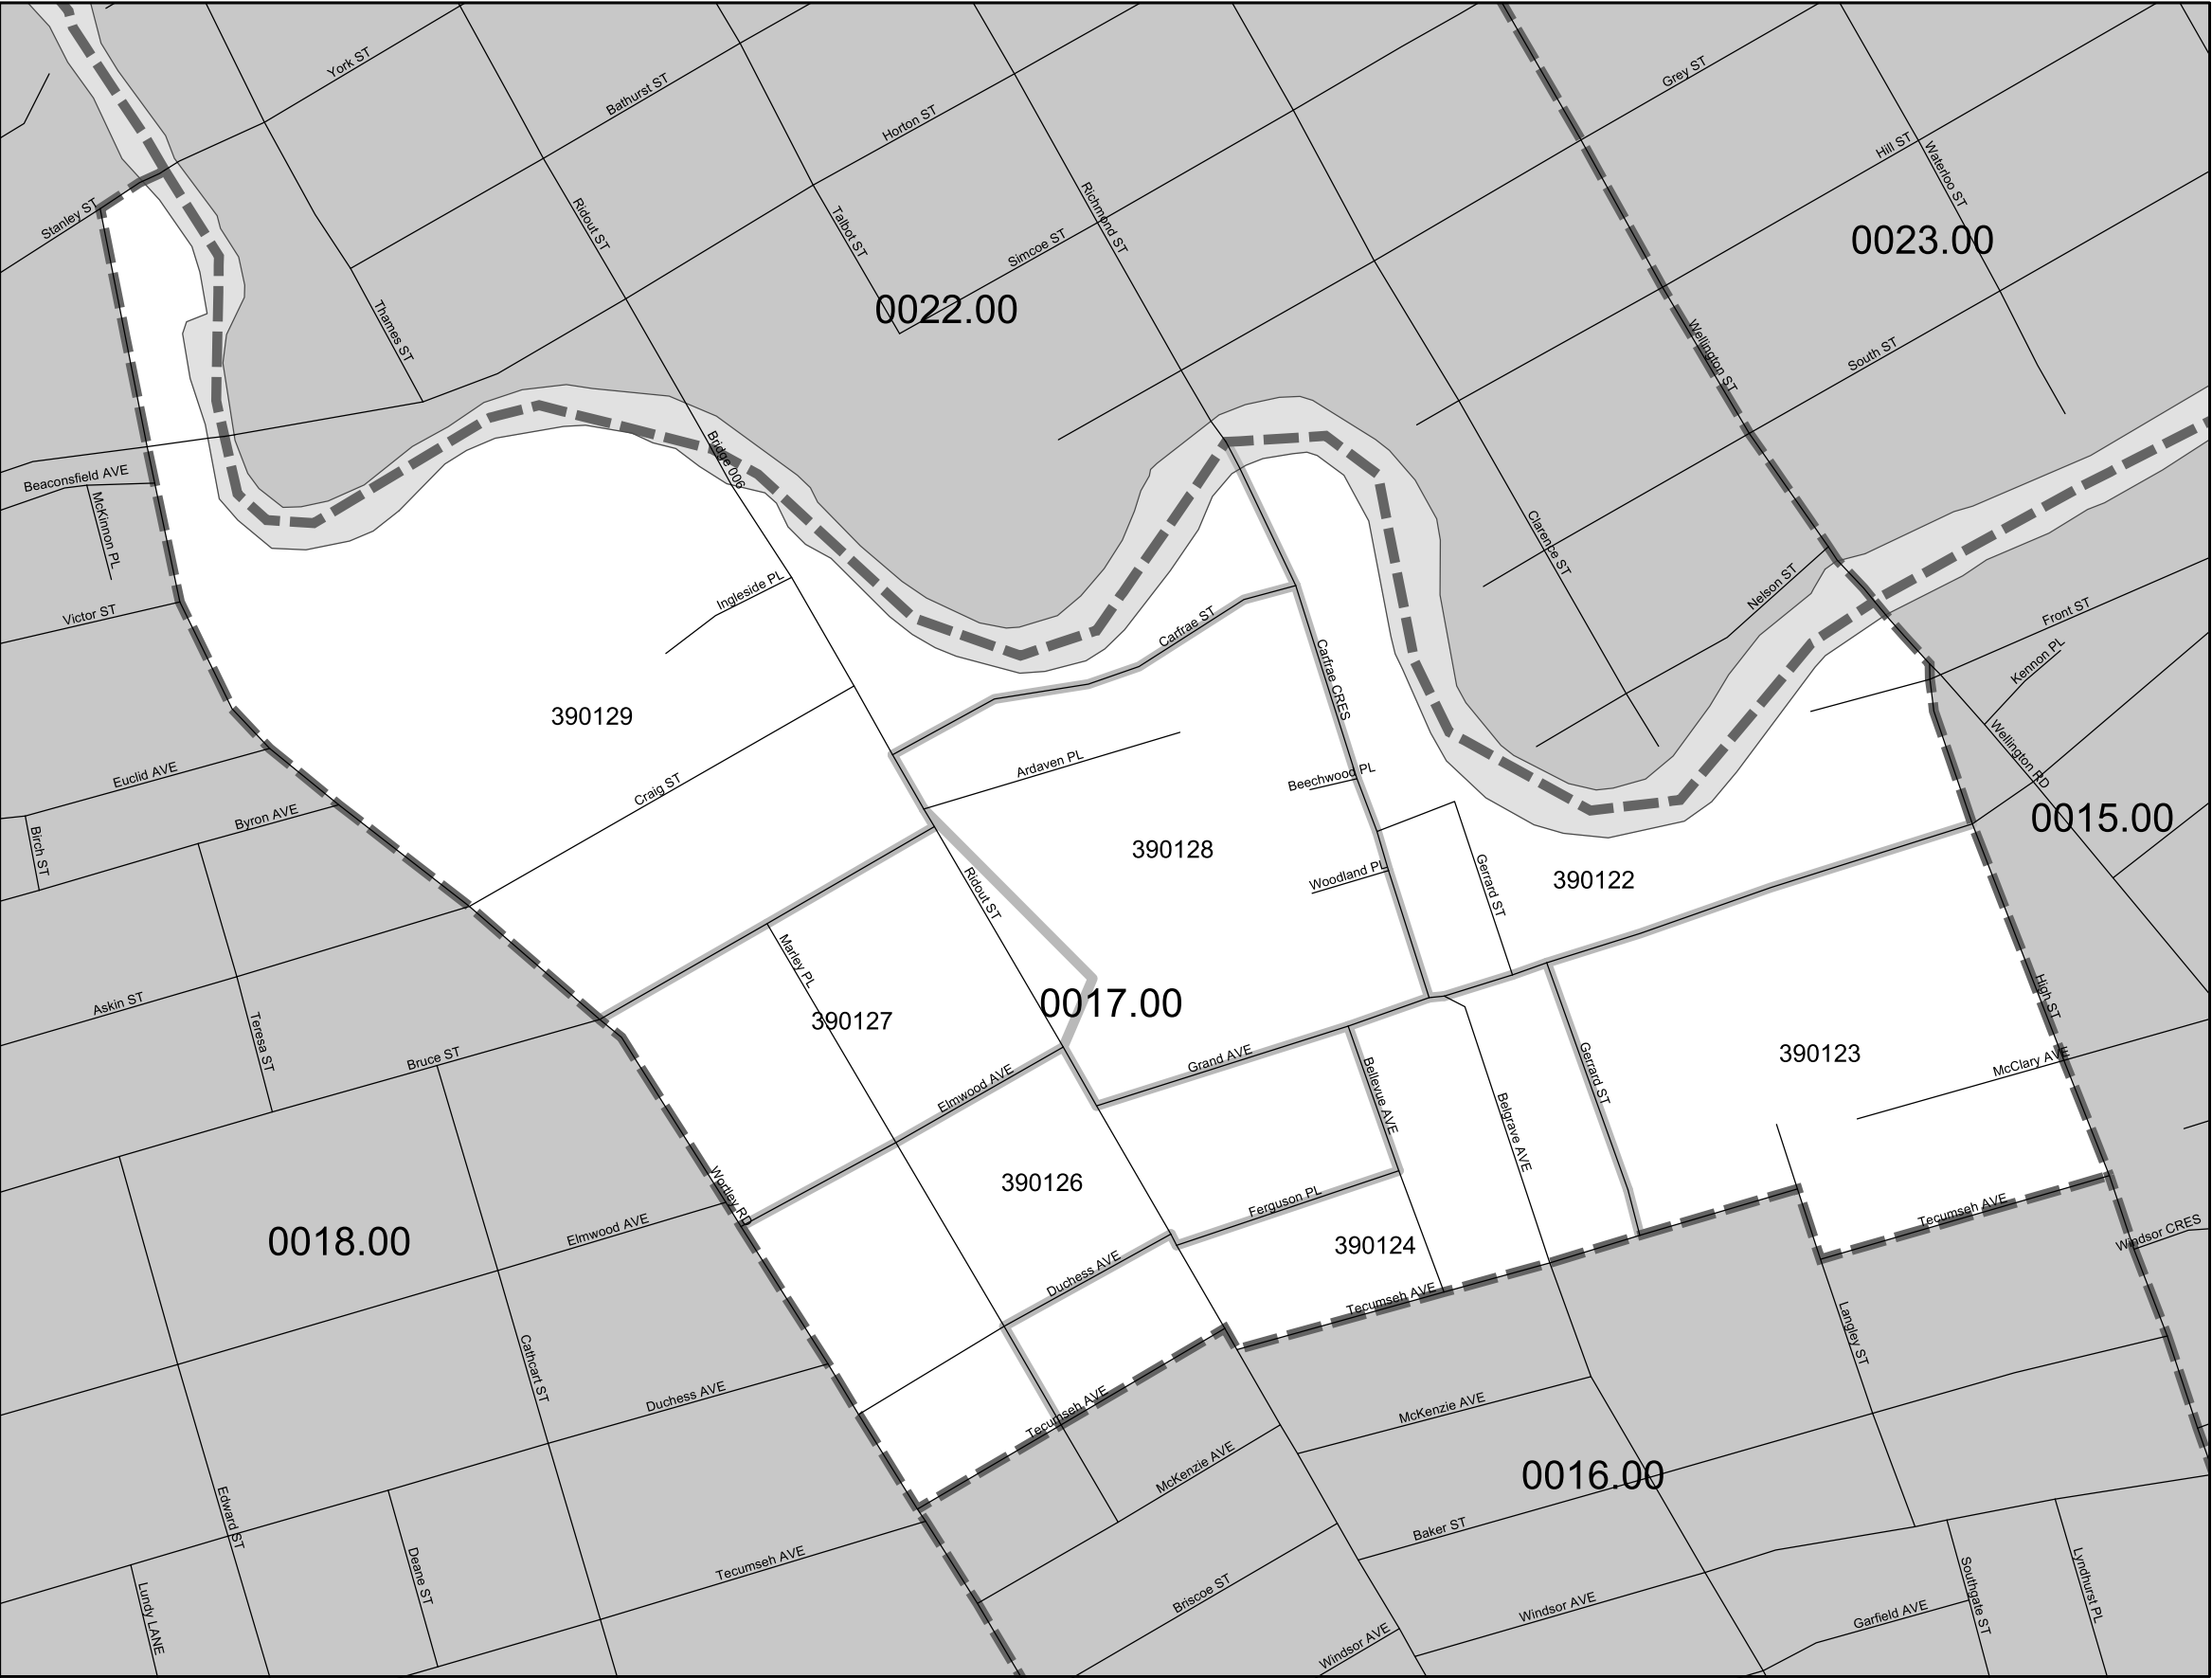 York ST
Bathurst ST
Grey ST
Horton ST
Hill ST
Waterloo ST
Stanley ST
Ridout ST
Talbot ST
Richmond ST
Simcoe ST
0023.00
0022.00
Thames ST
Wellington ST
South ST
Bridge 006
Beaconsfield AVE
McKinnon PL
Clarence ST
Ingleside PL
Nelson ST
Victor ST
Carfrae ST
Front ST
Kennon PL
Carfrae CRES
390129
Wellington RD
Ardaven PL
Beechwood PL
Euclid AVE
Craig ST
Byron AVE
0015.00
Birch ST
390128
Woodland PL
Gerrard ST
390122
Ridout ST
Marley PL
Askin ST
0017.00
High ST
390127
Teresa ST
Bruce ST
Grand AVE
Gerrard ST
390123
McClary AVE
Elmwood AVE
Bellevue AVE
Belgrave AVE
390126
Wortley RD
Ferguson PL
Tecumseh AVE
0018.00
Elmwood AVE
390124
Windsor CRES
Duchess AVE
Tecumseh AVE
Langley ST
Cathcart ST
Duchess AVE
Tecumseh AVE
McKenzie AVE
McKenzie AVE
0016.00
Edward ST
Baker ST
Deane ST
Tecumseh AVE
Lundy LANE
Briscoe ST
Windsor AVE
Southgate ST
Lyndhurst PL
Garfield AVE
Windsor AVE